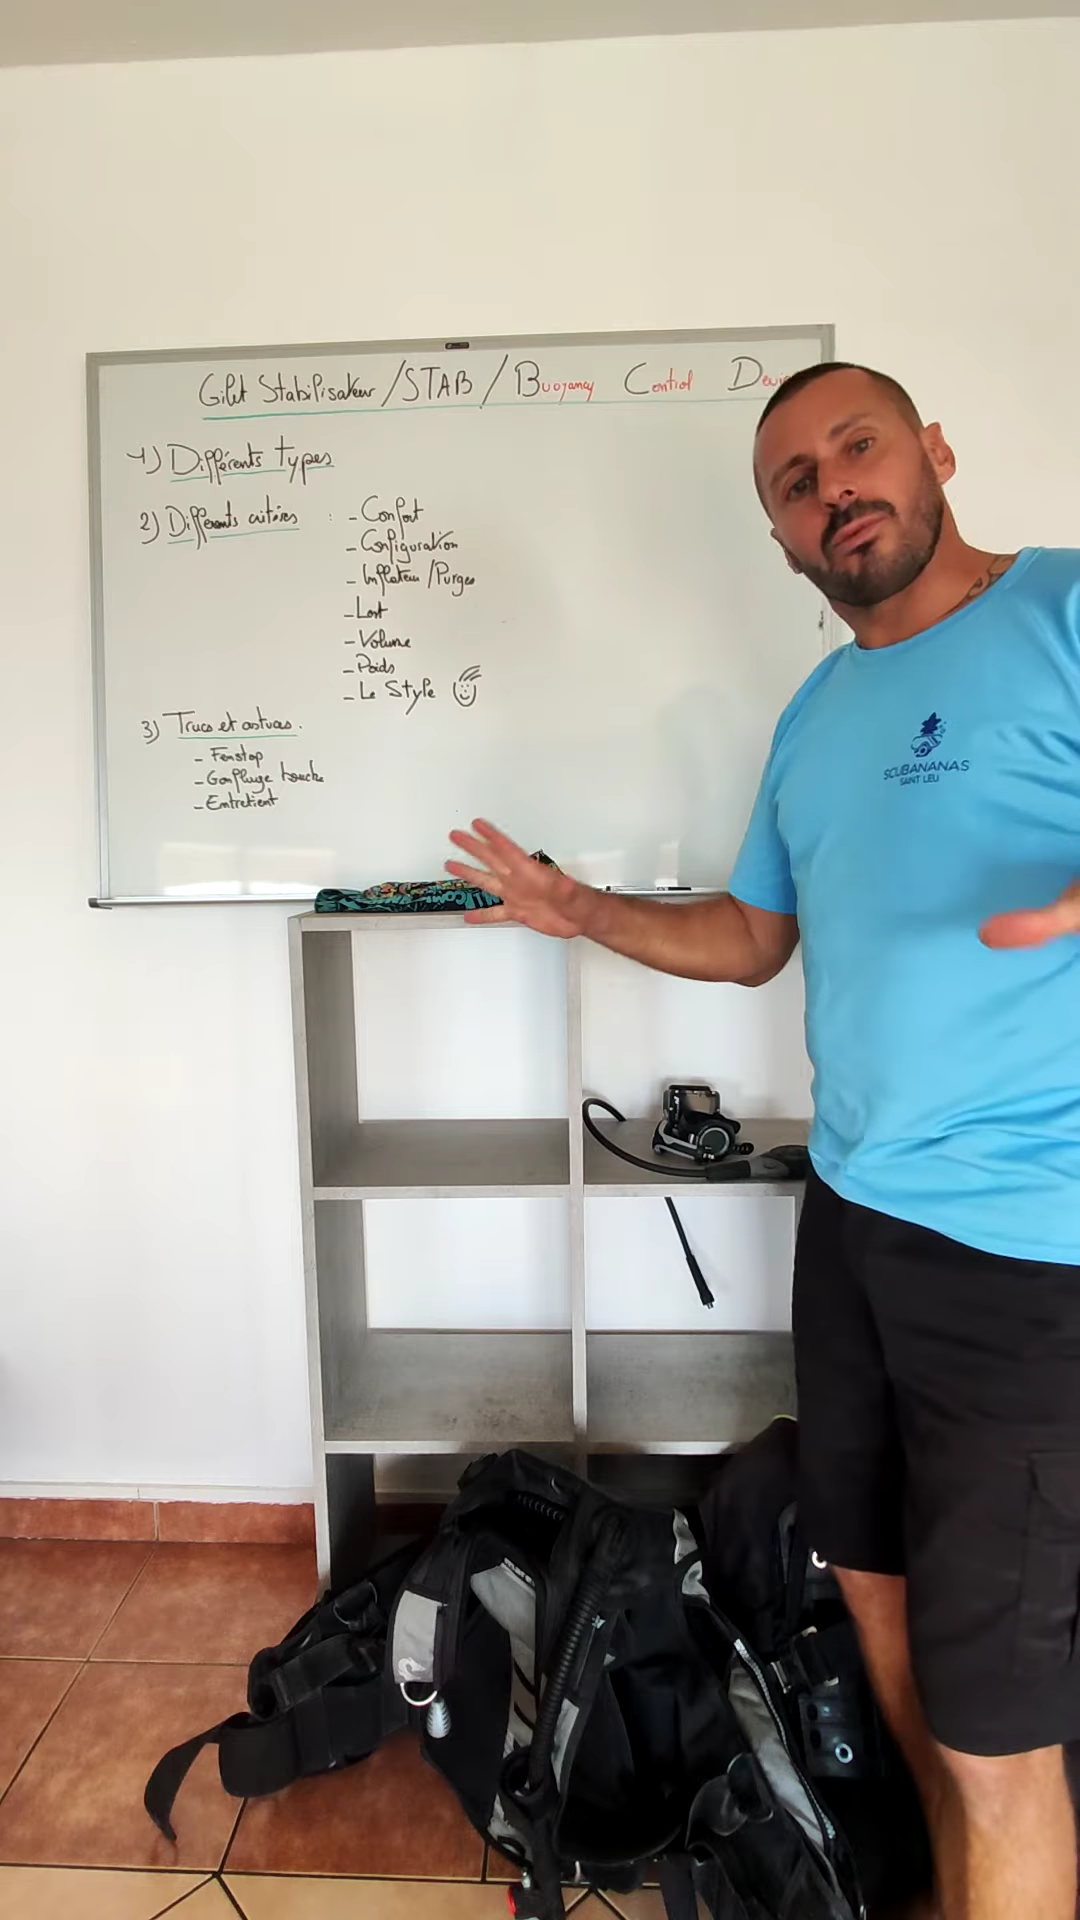 Gilet Stabilisateur / STAB / Buoyancy Control Devi
1) Différents types
2) Différents critères : - Confort
- Configuration
- Inflateur / Purges
- Lest
- Volume
- Poids
- Le Style
3) Trucs et astuces.
- Fenstop
- Gonflage bouche
- Entretient
SCUBANANAS
SAINT LEU
mares